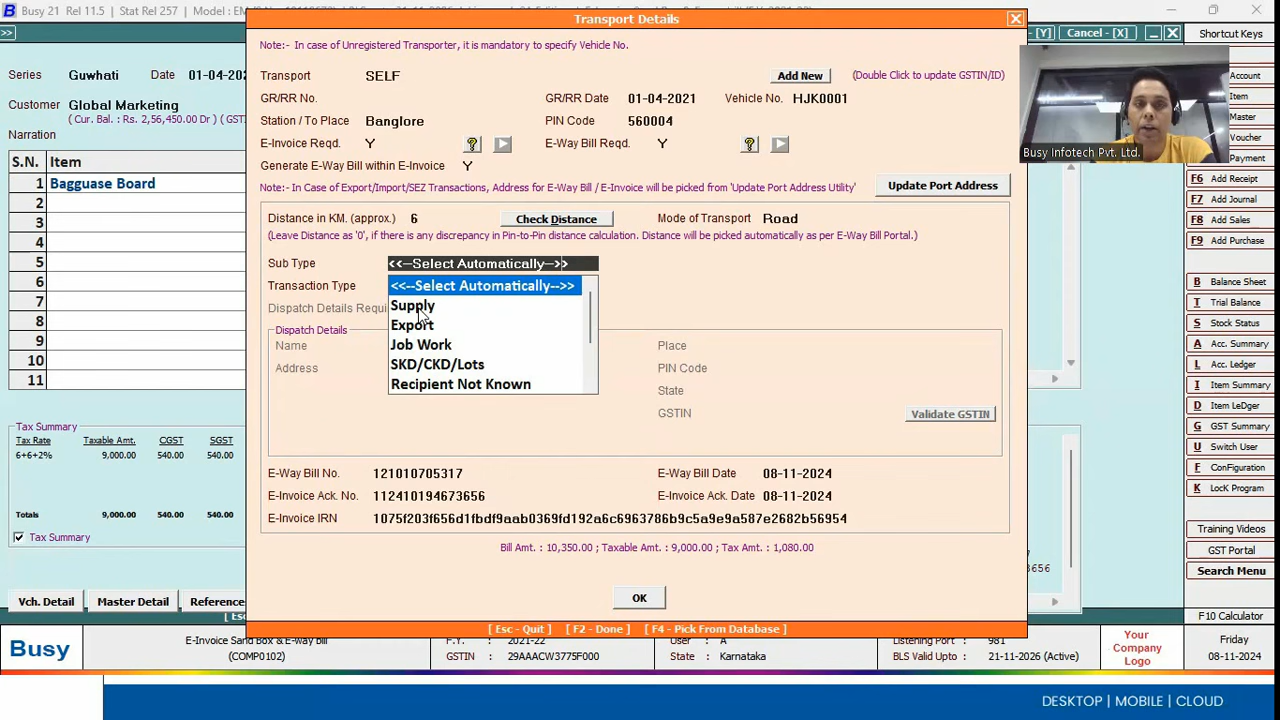 Busy 21 Rel 11.5 | Stat Rel 257 | Model : EM
Transport Details
>>
- [Y] Cancel - [X]
Shortcut Keys
Note:- In case of Unregistered Transporter, it is mandatory to specify Vehicle No.
Series Guwhati Date 01-04-202
Transport SELF Add New (Double Click to update GSTIN/ID)
Account
GR/RR No. GR/RR Date 01-04-2021 Vehicle No. HJK0001
Item
Customer Global Marketing
( Cur. Bal. : Rs. 2,56,450.00 Dr.) ( GSTI
Master
Station / To Place Banglore PIN Code 560004
Voucher
Narration
E-Invoice Reqd. Y ? E-Way Bill Reqd. Y ?
Busy Infotech Pvt. Ltd.
Payment
S.N. Item
Generate E-Way Bill within E-Invoice Y
F6 Add Receipt
1 Bagguase Board
Note:- In Case of Export/Import/SEZ Transactions, Address for E-Way Bill / E-Invoice will be picked from 'Update Port Address Utility' Update Port Address
F7 Add Journal
2
F8 Add Sales
3
Distance in KM. (approx.) 6 Check Distance Mode of Transport Road
F9 Add Purchase
4
(Leave Distance as '0', if there is any discrepancy in Pin-to-Pin distance calculation. Distance will be picked automatically as per E-Way Bill Portal.)
5
Sub Type <<--Select Automatically-->>
6
Transaction Type <<--Select Automatically-->>
B Balance Sheet
7
Dispatch Details Requi Supply
T Trial Balance
8
Dispatch Details Export
S Stock Status
9
Name Job Work Place
A Acc. Summary
10
Address SKD/CKD/Lots PIN Code
L Acc. Ledger
11
Recipient Not Known State
I Item Summary
D Item LeDger
GSTIN Validate GSTIN
G GST Summary
Tax Summary
Tax Rate Taxable Amt. CGST SGST
U Switch User
6+6+2% 9,000.00 540.00 540.00
F ConFiguration
E-Way Bill No. 121010705317 E-Way Bill Date 08-11-2024
K LocK Program
E-Invoice Ack. No. 112410194673656 E-Invoice Ack. Date 08-11-2024
Totals 9,000.00 540.00 540.00
E-Invoice IRN 1075f203f656d1fbdf9aab0369fd192a6c6963786b9c5a9e9a587e2682b56954
Training Videos
Tax Summary
Bill Amt. : 10,350.00 ; Taxable Amt. : 9,000.00 ; Tax Amt. : 1,080.00
GST Portal
3656
Search Menu
Vch. Detail Master Detail Reference
OK
[ Esc
F10 Calculator
[ Esc - Quit ] [ F2 - Done ] [ F4 - Pick From Database ]
Busy
E-Invoice Sand Box & E-way bill
(COMP0102)
F.Y. : 2021-22
GSTIN : 29AAACW3775F000
User : A
State : Karnataka
Listening Port : 981
BLS Valid Upto : 21-11-2026 (Active)
Your
Company
Logo
Friday
08-11-2024
DESKTOP | MOBILE | CLOUD